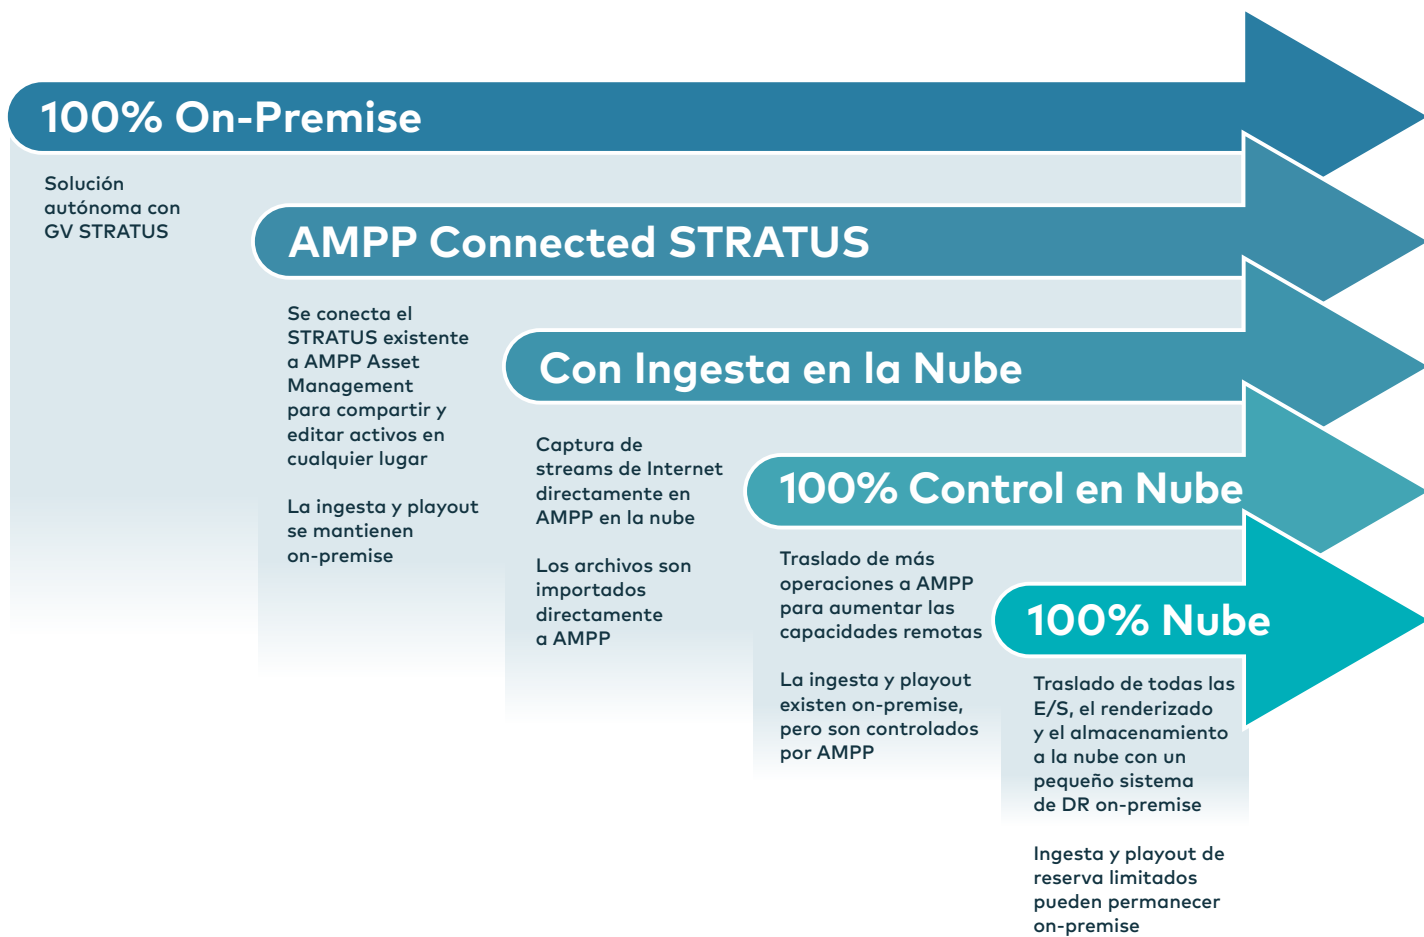 100% On-Premise
Solución
autónoma con
GV STRATUS
AMPP Connected STRATUS
Se conecta el
STRATUS existente
a AMPP Asset
Management
para compartir y
editar activos en
cualquier lugar
La ingesta y playout
se mantienen
on-premise
Con Ingesta en la Nube
Captura de
streams de Internet
directamente en
AMPP en la nube
Los archivos son
importados
directamente
a AMPP
100% Control en Nube
Traslado de más
operaciones a AMPP
para aumentar las
capacidades remotas
La ingesta y playout
existen on-premise,
pero son controlados
por AMPP
100% Nube
Traslado de todas las
E/S, el renderizado
y el almacenamiento
a la nube con un
pequeño sistema
de DR on-premise
Ingesta y playout de
reserva limitados
pueden permanecer
on-premise